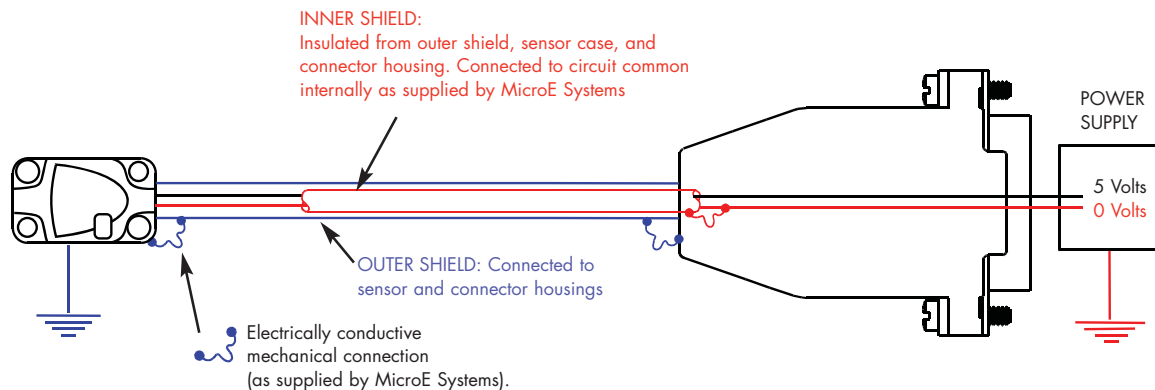 INNER SHIELD:
Insulated from outer shield, sensor case, and
connector housing. Connected to circuit common
internally as supplied by MicroE Systems
POWER
SUPPLY
5 Volts
0 Volts
OUTER SHIELD: Connected to
sensor and connector housings
Electrically conductive
mechanical connection
(as supplied by MicroE Systems).